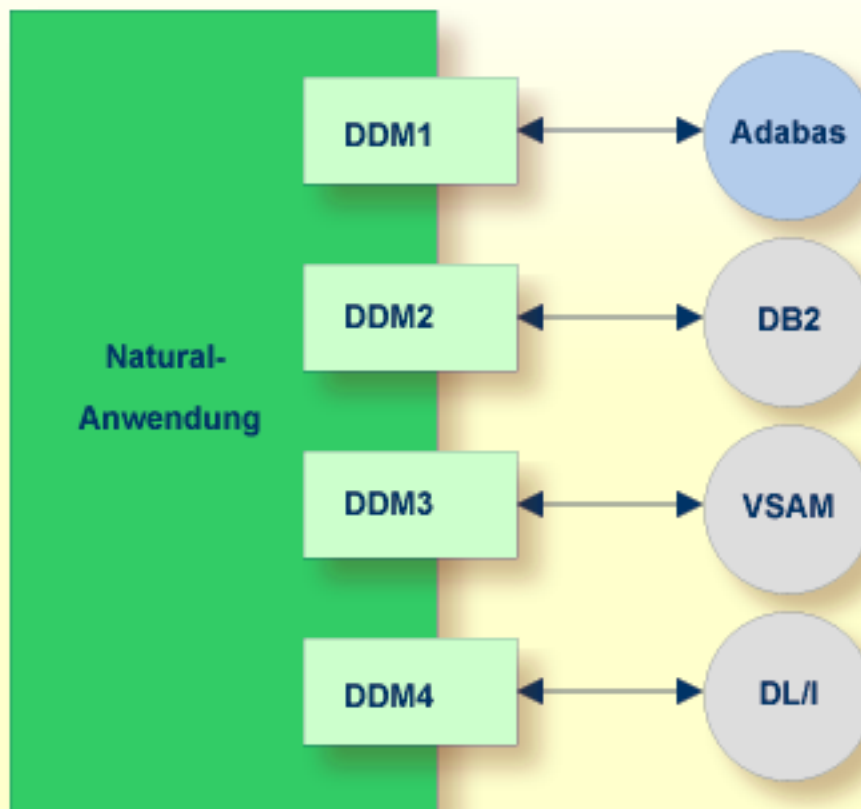 DDM1
Adabas
DDM2
DB2
Natural-
Anwendung
DDM3
VSAM
DDM4
DL/I